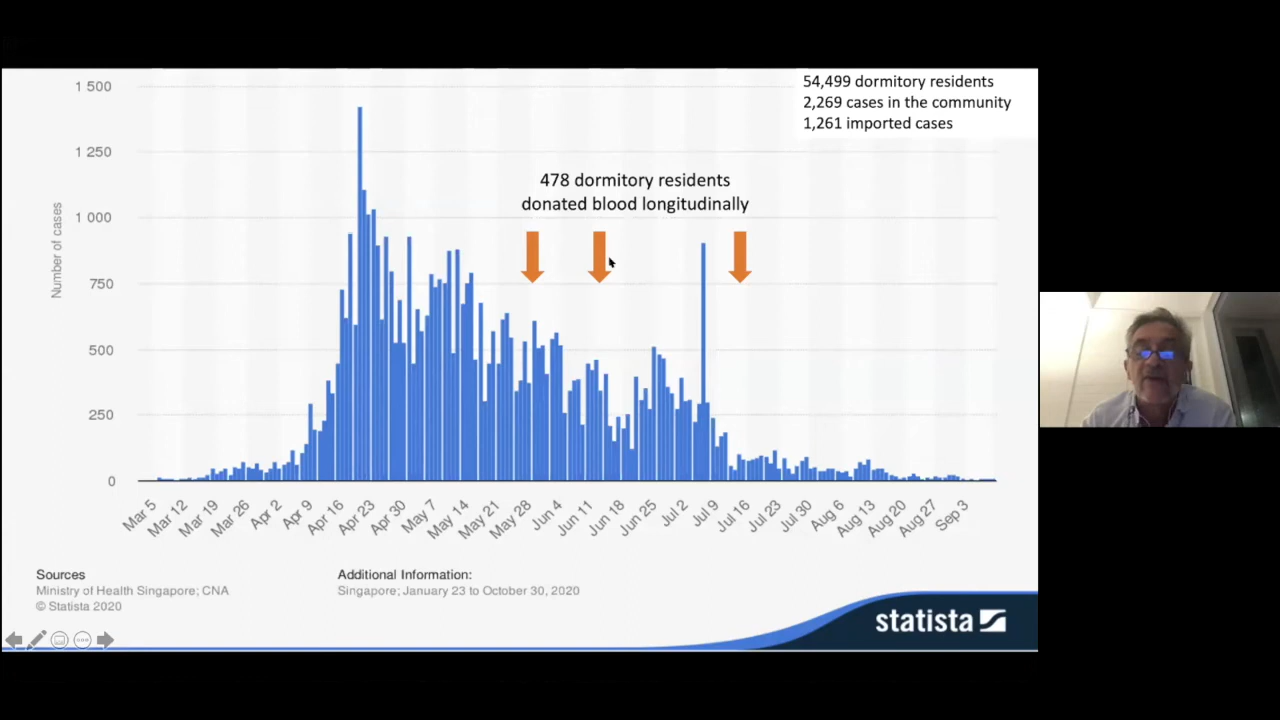 54,499 dormitory residents
2,269 cases in the community
1,261 imported cases
478 dormitory residents
donated blood longitudinally
Number of cases
1 500
1 250
1 000
750
500
250
0
Mar 5
Mar 12
Mar 19
Mar 26
Apr 2
Apr 9
Apr 16
Apr 23
Apr 30
May 7
May 14
May 21
May 28
Jun 4
Jun 11
Jun 18
Jun 25
Jul 2
Jul 9
Jul 16
Jul 23
Jul 30
Aug 6
Aug 13
Aug 20
Aug 27
Sep 3
Sources
Ministry of Health Singapore; CNA
© Statista 2020
Additional Information:
Singapore; January 23 to October 30, 2020
statista